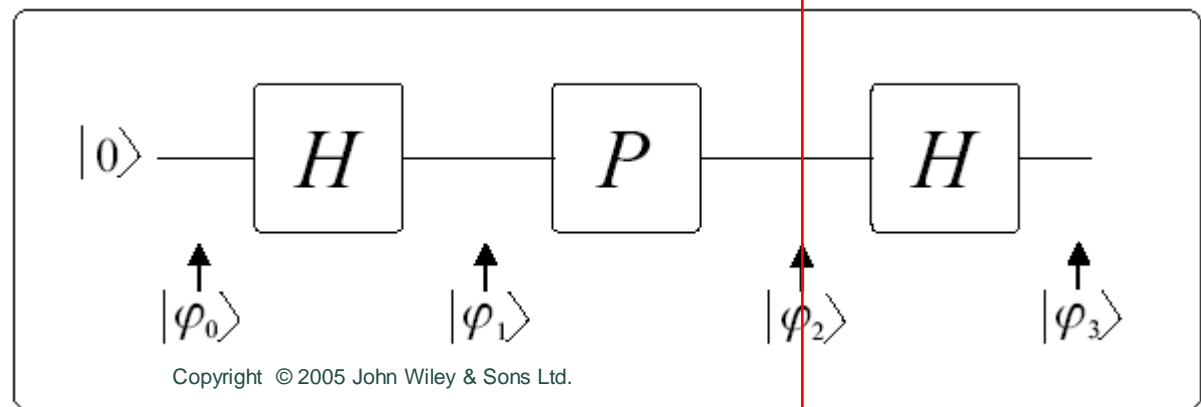 |0⟩ H P H
|φ₀⟩ |φ₁⟩ |φ₂⟩ |φ₃⟩
Copyright © 2005 John Wiley & Sons Ltd.